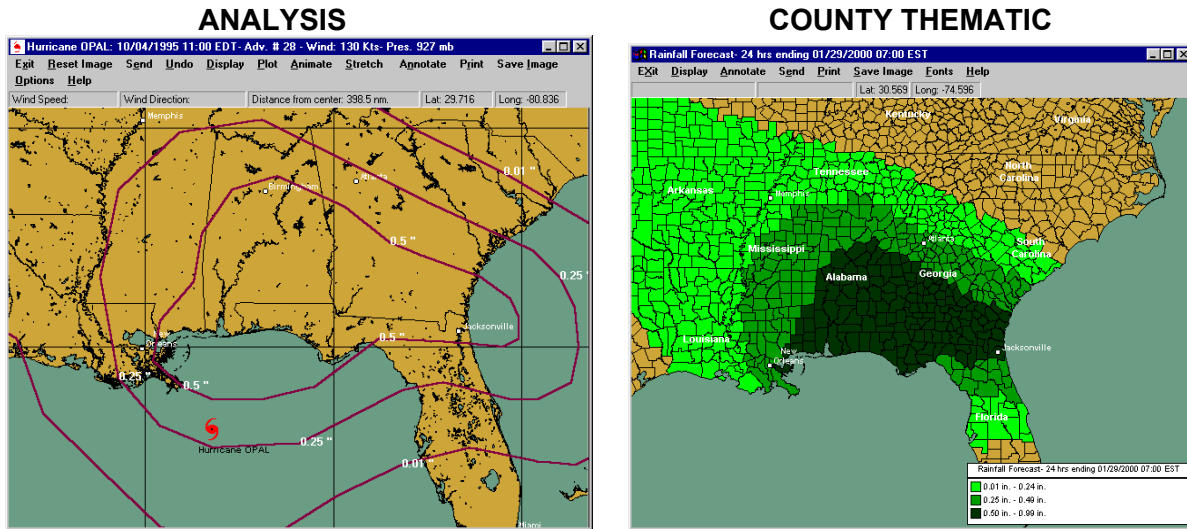 ANALYSIS
Hurricane OPAL: 10/04/1995 11:00 EDT- Adv. # 28 - Wind: 130 Kts- Pres. 927 mb
Exit Reset Image Send Undo Display Plot Animate Stretch Annotate Print Save Image
Options Help
Wind Speed: Wind Direction: Distance from center: 398.5 nm. Lat: 29.716 Long: -80.836
Memphis
0.01 "
Atlanta
Birmingham
0.5 "
0.25 "
Jacksonville
New
Orleans
0.5 "
0.25 "
0.5 "
0.25 "
Hurricane OPAL
0.01
Miami
COUNTY THEMATIC
Rainfall Forecast- 24 hrs ending 01/29/2000 07:00 EST
EXit Display Annotate Send Print Save Image Fonts Help
Lat: 30.569 Long: -74.596
Kentucky
Virginia
North
Carolina
Tennessee
Arkansas
Memphis
South
Carolina
Atlanta
Mississippi
Georgia
Alabama
Louisiana
New
Orleans
Jacksonville
Florida
Rainfall Forecast- 24 hrs ending 01/29/2000 07:00 EST
0.01 in. - 0.24 in.
0.25 in. - 0.49 in.
0.50 in. - 0.99 in.